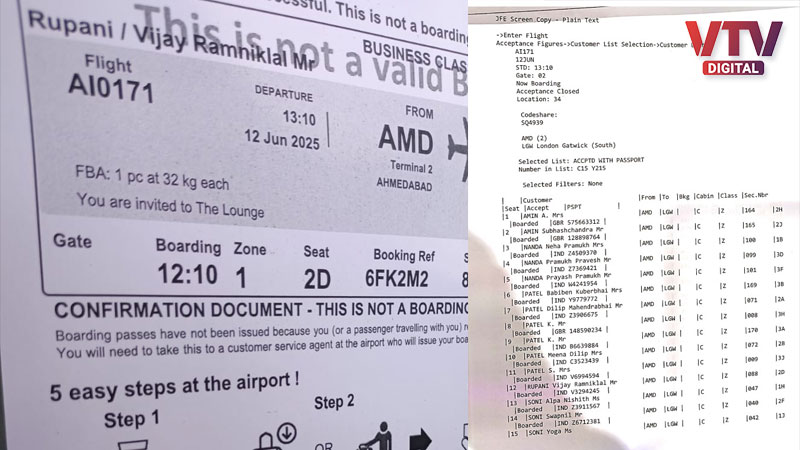 ccessful. This is not a boarding
This is not a valid B
Rupani / Vijay Ramniklal Mr
BUSINESS CLAS
Flight
AI0171
DEPARTURE
13:10
12 Jun 2025
FROM
AMD
Terminal 2
AHMEDABAD
FBA: 1 pc at 32 kg each
You are invited to The Lounge
Gate Boarding Zone Seat Booking Ref
12:10 1 2D 6FK2M2
CONFIRMATION DOCUMENT - THIS IS NOT A BOARDING
Boarding passes have not been issued because you (or a passenger travelling with you) r
You will need to take this to a customer service agent at the airport who will issue your boa
5 easy steps at the airport !
Step 1
Step 2
OR
VTV
DIGITAL
JFE Screen Copy - Plain Text
->Enter Flight
Acceptance Figures->Customer List Selection->Customer
AI171
12JUN
STD: 13:10
Gate: 02
Now Boarding
Acceptance Closed
Location: 34
Codeshare:
SQ4939
AMD (2)
LGW London Gatwick (South)
Selected List: ACCPTD WITH PASSPORT
Number in List: C15 Y215
Selected Filters: None
| |Customer |From |To |Bkg |Cabin |Class |Sec.Nbr
|Seat |Accept |PSPT |
|1 |AMIN A. Mrs |AMD |LGW | |C |Z |164 |2H
|Boarded |GBR 575663312 |
|2 |AMIN Subhashchandra Mr |AMD |LGW | |C |Z |165 |2J
|Boarded |GBR 128898764 |
|3 |NANDA Neha Pramukh Mrs |AMD |LGW | |C |Z |100 |1B
|Boarded |IND Z4509370 |
|4 |NANDA Pramukh Pravesh Mr |AMD |LGW | |C |Z |099 |3D
|Boarded |IND Z7369421 |
|5 |NANDA Prayash Pramukh Mr |AMD |LGW | |C |Z |101 |3F
|Boarded |IND W4241954 |
|6 |PATEL Babiben Kuberbhai Mrs |AMD |LGW | |C |Z |169 |3B
|Boarded |IND Y9779772 |
|7 |PATEL Dilip Mahendrabhai Mr |AMD |LGW | |C |Z |071 |2A
|Boarded |IND Z3906675 |
|8 |PATEL K. Mr |AMD |LGW | |C |Z |008 |3H
|Boarded |GBR 148590234 |
|9 |PATEL K. Mr |AMD |LGW | |C |Z |170 |3A
|Boarded |IND B6639884 |
|10 |PATEL Meena Dilip Mrs |AMD |LGW | |C |Z |072 |2B
|Boarded |IND C3523439 |
|11 |PATEL S. Mrs |AMD |LGW | |C |Z |009 |3J
|Boarded |IND V6994594 |
|12 |RUPANI Vijay Ramniklal Mr |AMD |LGW | |C |Z |088 |2D
|Boarded |IND V3294245 |
|13 |SONI Alpa Nishith Ms |AMD |LGW | |C |Z |047 |1H
|Boarded |IND Z3911567 |
|14 |SONI Swapnil Mr |AMD |LGW | |C |Z |040 |2F
|Boarded |IND Z6712381 |
|15 |SONI Yoga Ms |AMD |LGW | |C |Z |042 |1J